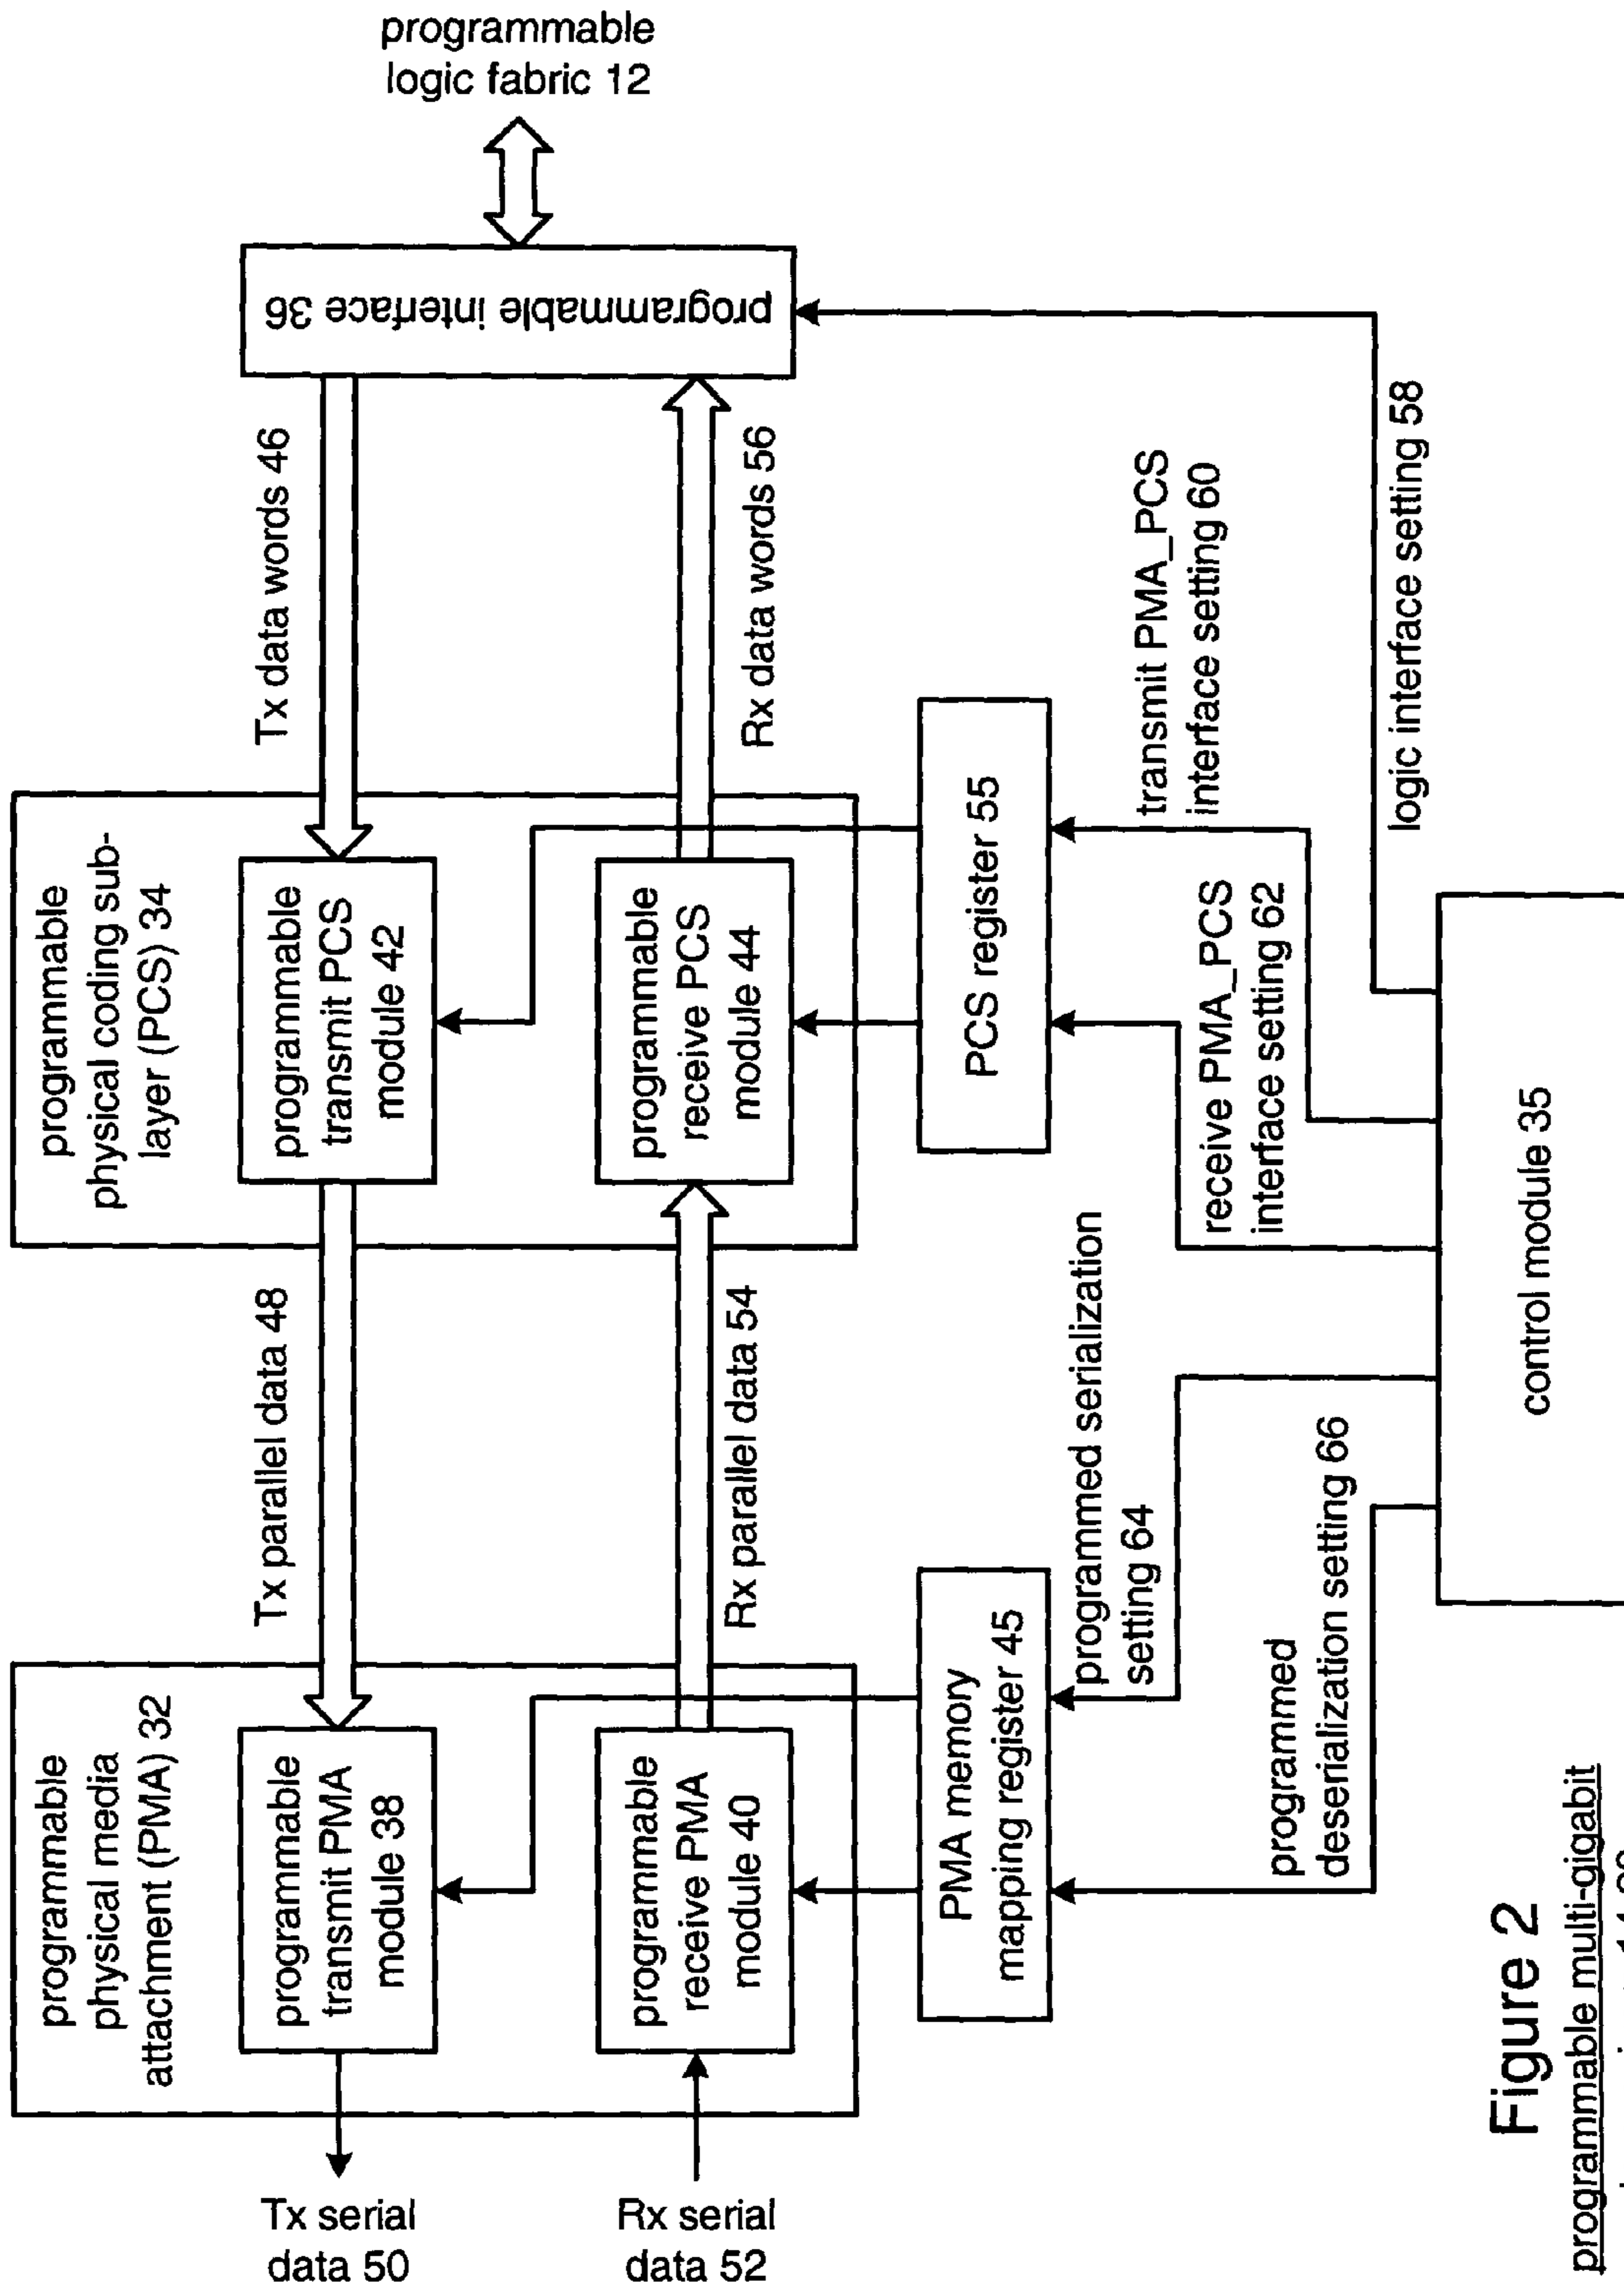 programmable
logic fabric 12
programmable interface 36
Tx data words 46
Rx data words 56
programmable
physical coding sub-
layer (PCS) 34
programmable
transmit PCS
module 42
programmable
receive PCS
module 44
Tx parallel data 48
Rx parallel data 54
programmable
physical media
attachment (PMA) 32
programmable
transmit PMA
module 38
programmable
receive PMA
module 40
Tx serial
data 50
Rx serial
data 52
PCS register 55
PMA memory
mapping register 45
transmit PMA_PCS
interface setting 60
receive PMA_PCS
interface setting 62
logic interface setting 58
programmed serialization
setting 64
programmed
deserialization setting 66
control module 35
Figure 2
programmable multi-gigabit